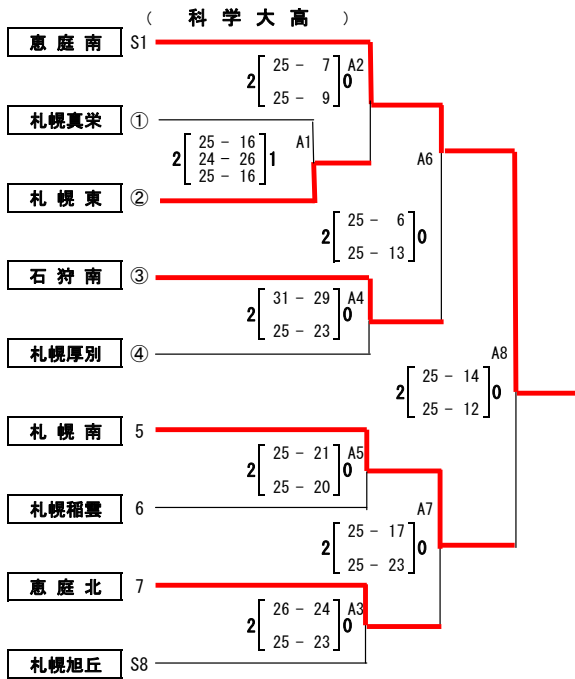 （ 科 学 大 高 ）
恵 庭 南 S1
2 25 － 7 0 A2
25 － 9
札幌真栄 ①
25 － 16 A1
2 24 － 26 1
25 － 16
A6
札 幌 東 ②
2 25 － 6 0
25 － 13
石 狩 南 ③
2 31 － 29 0 A4
25 － 23
札幌厚別 ④
A8
2 25 － 14 0
25 － 12
札 幌 南 5
2 25 － 21 0 A5
25 － 20
札幌稲雲 6
A7
2 25 － 17 0
25 － 23
恵 庭 北 7
2 26 － 24 0 A3
25 － 23
札幌旭丘 S8